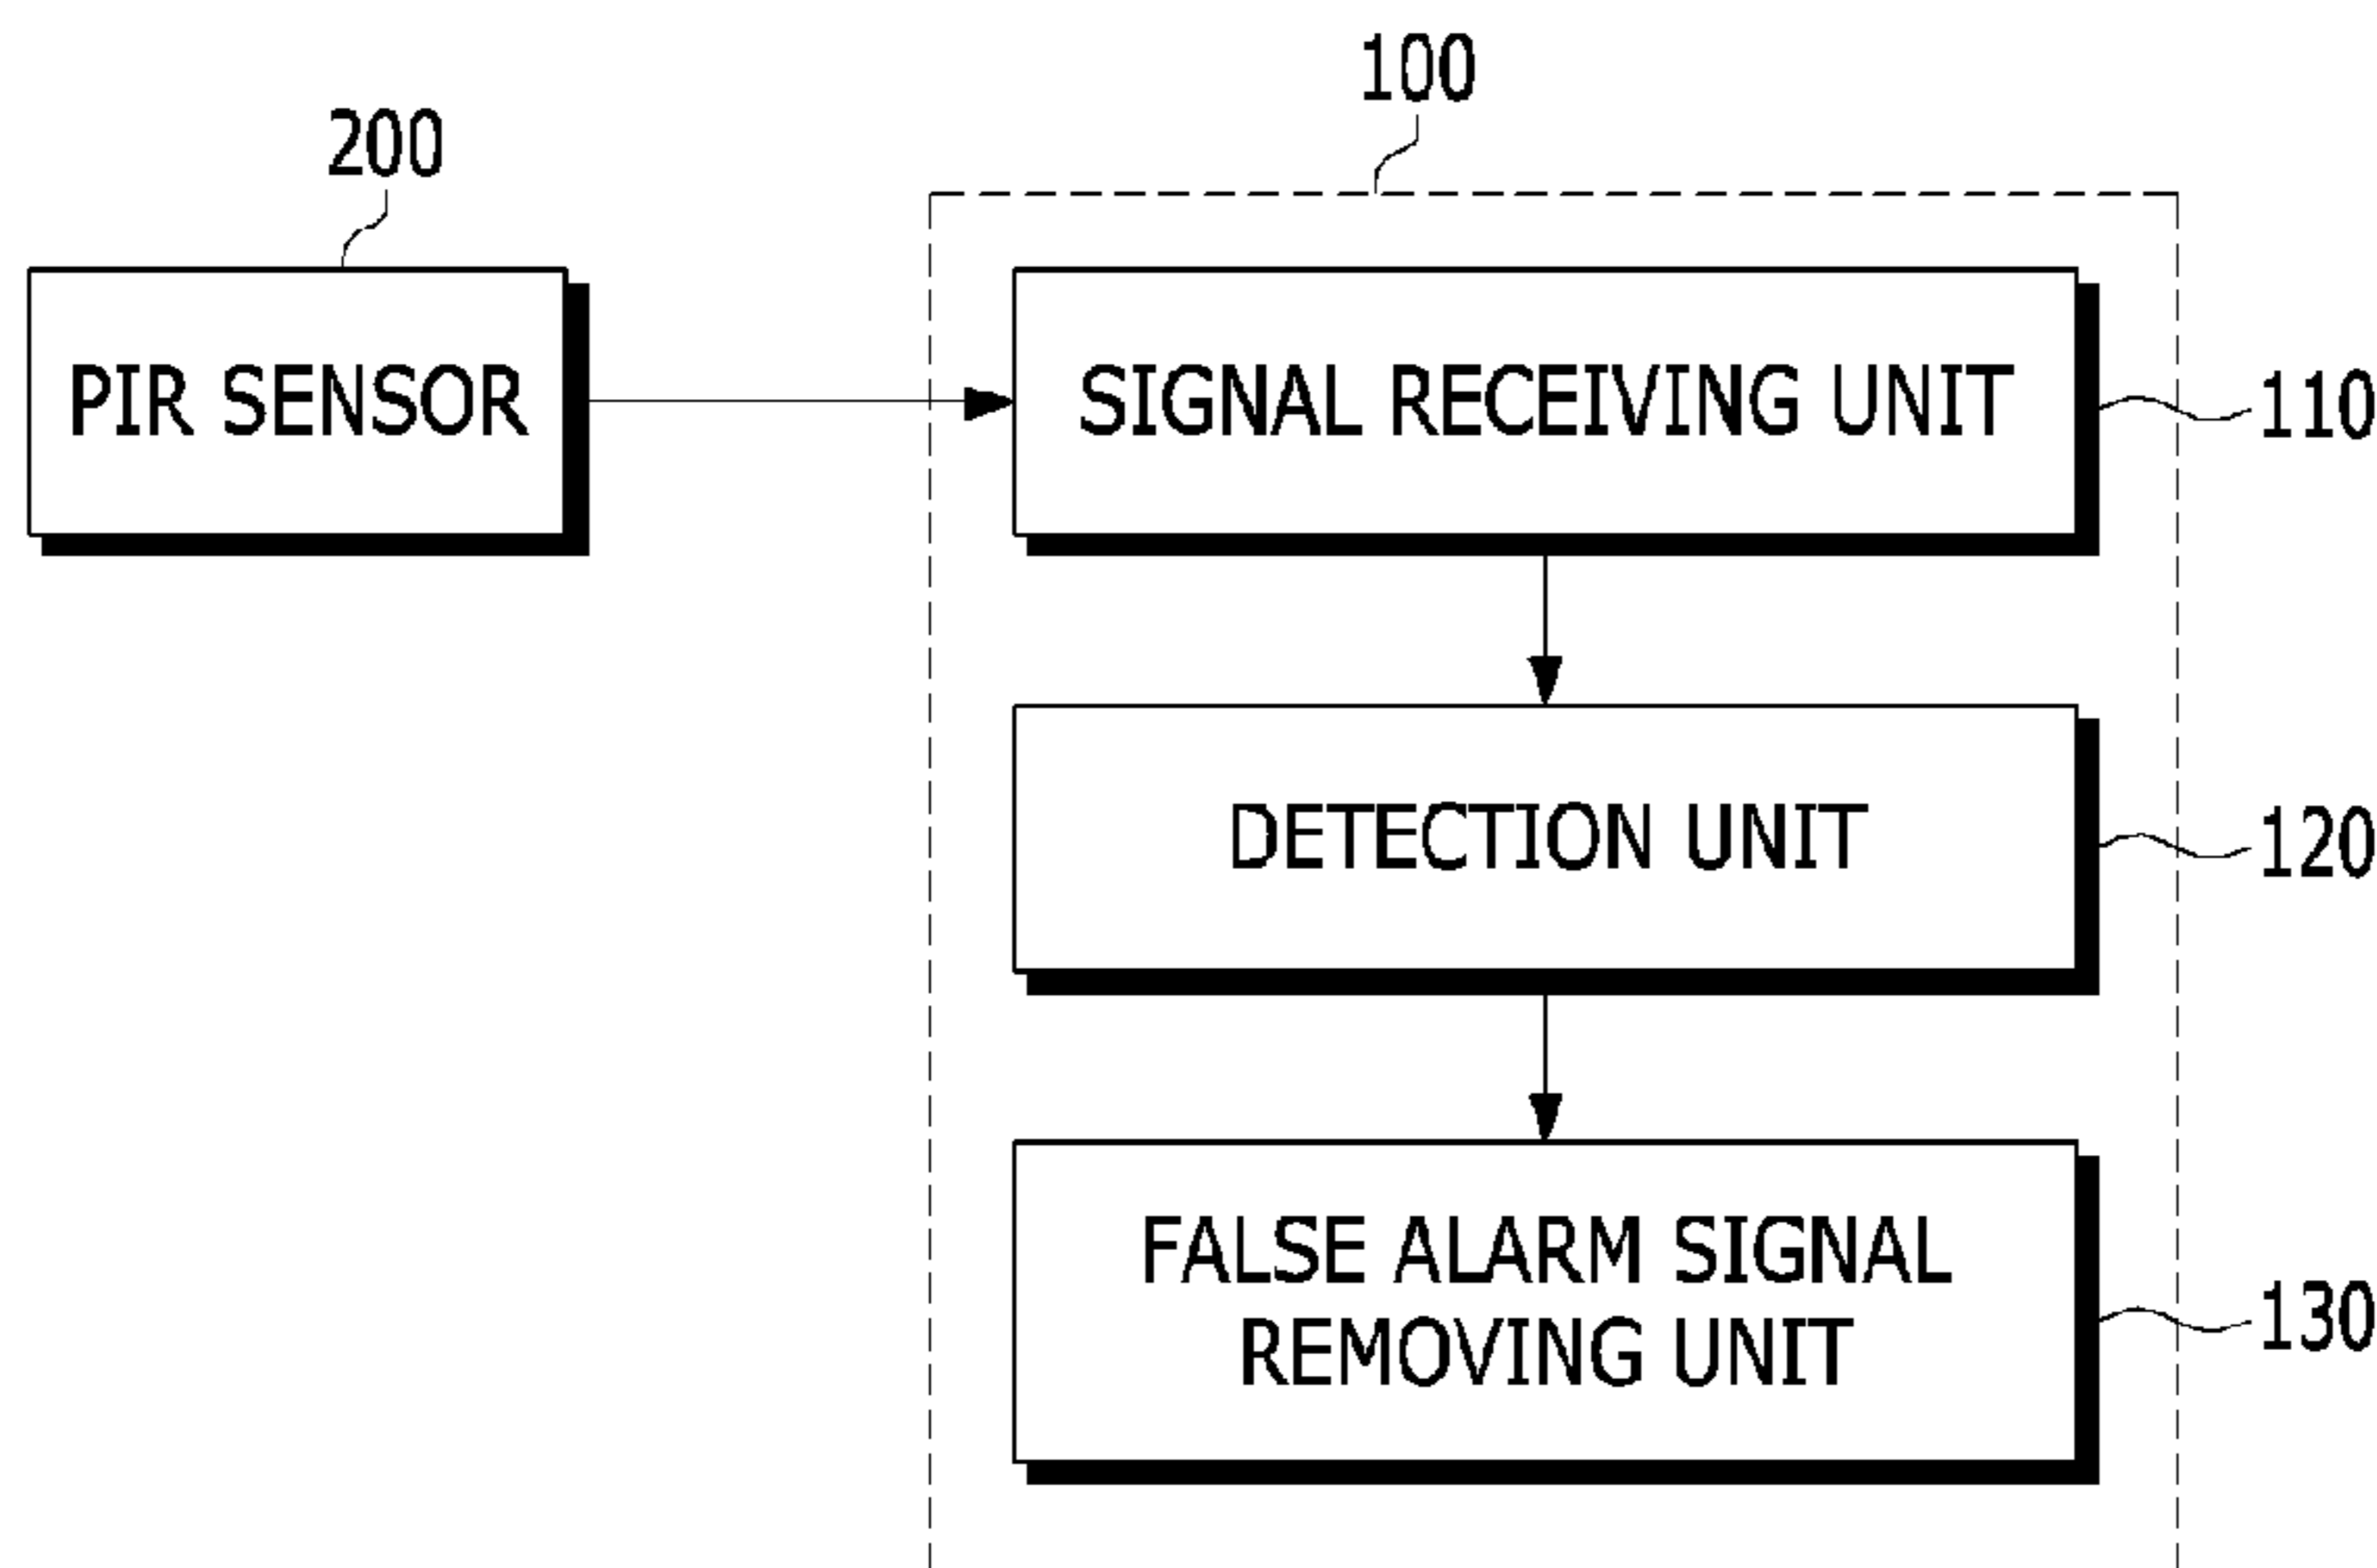 100
200
PIR SENSOR
SIGNAL RECEIVING UNIT
110
DETECTION UNIT
120
FALSE ALARM SIGNAL
REMOVING UNIT
130